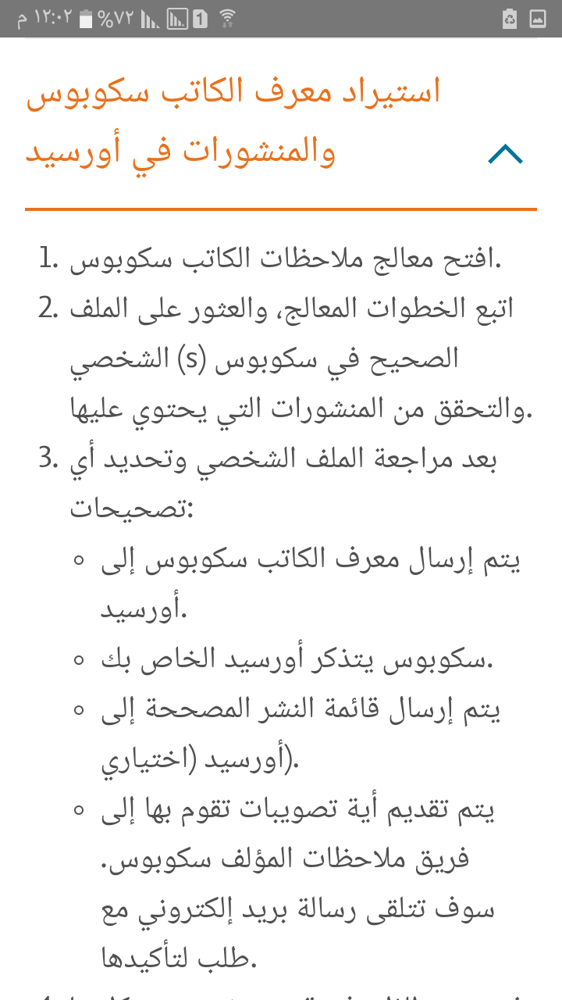 ١٢:٠٢ م %٧٢ 1
استيراد معرف الكاتب سكوبوس
والمنشورات في أورسيد
1. افتح معالج ملاحظات الكاتب سكوبوس.
2. اتبع الخطوات المعالج، والعثور على الملف
الصحيح في سكوبوس (s) الشخصي
والتحقق من المنشورات التي يحتوي عليها.
3. بعد مراجعة الملف الشخصي وتحديد أي
تصحيحات:
يتم إرسال معرف الكاتب سكوبوس إلى
أورسيد.
سكوبوس يتذكر أورسيد الخاص بك.
يتم إرسال قائمة النشر المصححة إلى
أورسيد (اختياري).
يتم تقديم أية تصويبات تقوم بها إلى
فريق ملاحظات المؤلف سكوبوس.
سوف تتلقى رسالة بريد إلكتروني مع
طلب لتأكيدها.